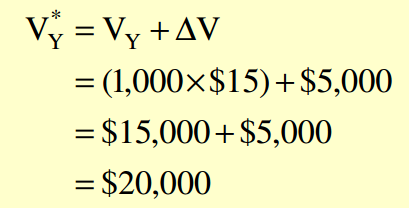 V*Y = VY + ΔV
= (1,000×$15)+$5,000
= $15,000+$5,000
= $20,000